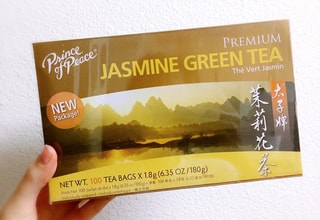 Prince
of Peace
PREMIUM
JASMINE GREEN TEA
Thé Vert Jasmin
NEW
Package!
太子牌
茉莉花茶
NET WT. 100 TEA BAGS X 1.8g (6.35 OZ/180g)